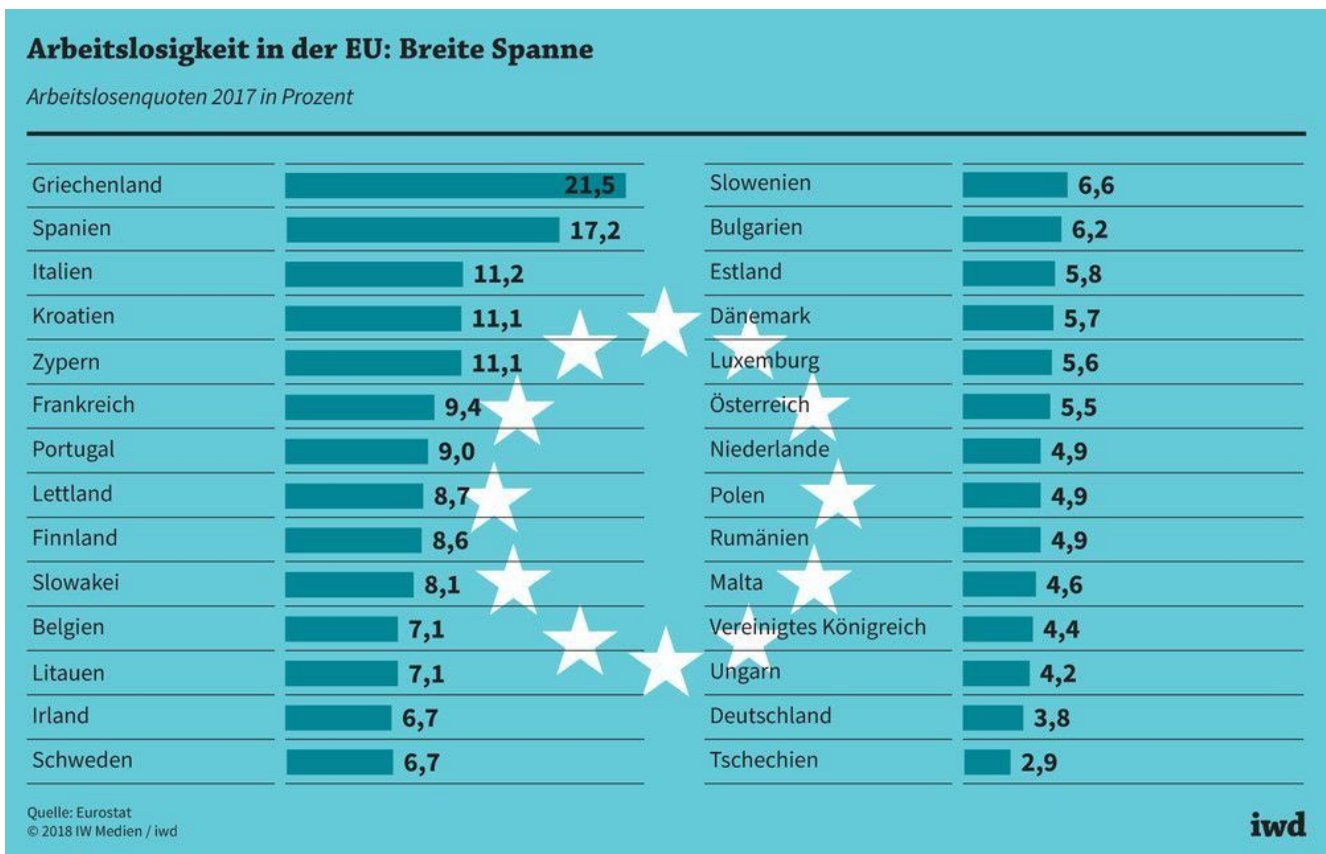 Arbeitslosigkeit in der EU: Breite Spanne
Arbeitslosenquoten 2017 in Prozent
Griechenland 21,5
Spanien 17,2
Italien 11,2
Kroatien 11,1
Zypern 11,1
Frankreich 9,4
Portugal 9,0
Lettland 8,7
Finnland 8,6
Slowakei 8,1
Belgien 7,1
Litauen 7,1
Irland 6,7
Schweden 6,7
Slowenien 6,6
Bulgarien 6,2
Estland 5,8
Dänemark 5,7
Luxemburg 5,6
Österreich 5,5
Niederlande 4,9
Polen 4,9
Rumänien 4,9
Malta 4,6
Vereinigtes Königreich 4,4
Ungarn 4,2
Deutschland 3,8
Tschechien 2,9
Quelle: Eurostat
© 2018 IW Medien / iwd
iwd